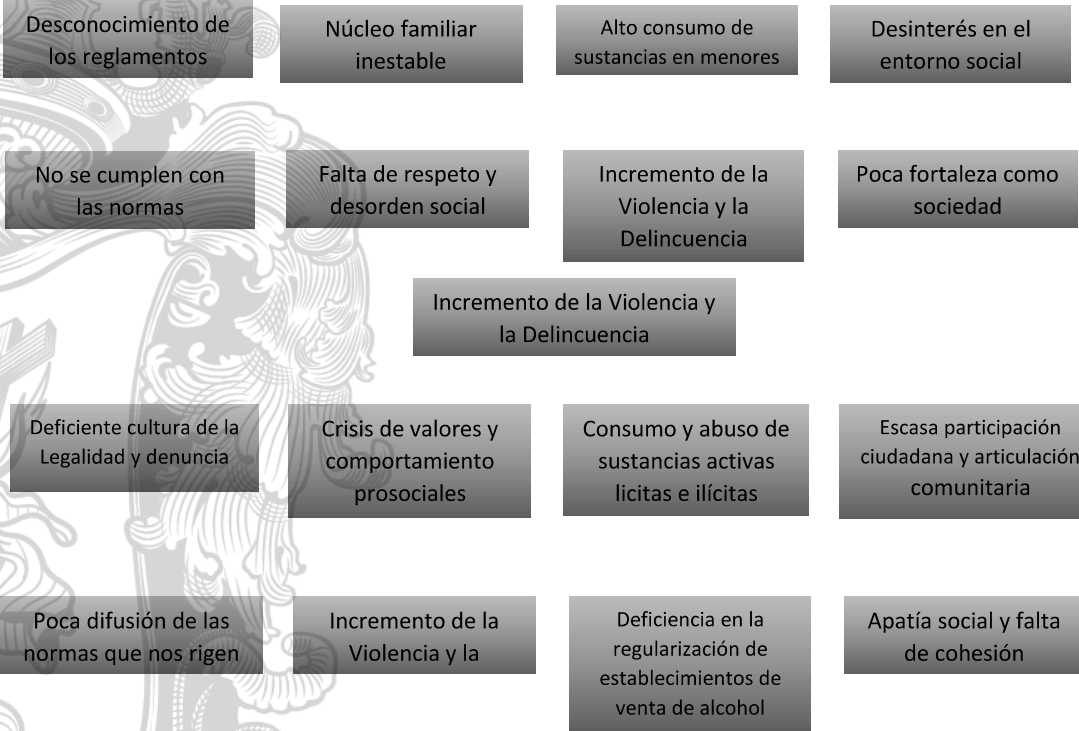 Desconocimiento de
los reglamentos
Núcleo familiar
inestable
Alto consumo de
sustancias en menores
Desinterés en el
entorno social
No se cumplen con
las normas
Falta de respeto y
desorden social
Incremento de la
Violencia y la
Delincuencia
Poca fortaleza como
sociedad
Incremento de la Violencia y
la Delincuencia
Deficiente cultura de la
Legalidad y denuncia
Crisis de valores y
comportamiento
prosociales
Consumo y abuso de
sustancias activas
licitas e ilícitas
Escasa participación
ciudadana y articulación
comunitaria
Poca difusión de las
normas que nos rigen
Incremento de la
Violencia y la
Deficiencia en la
regularización de
establecimientos de
venta de alcohol
Apatía social y falta
de cohesión